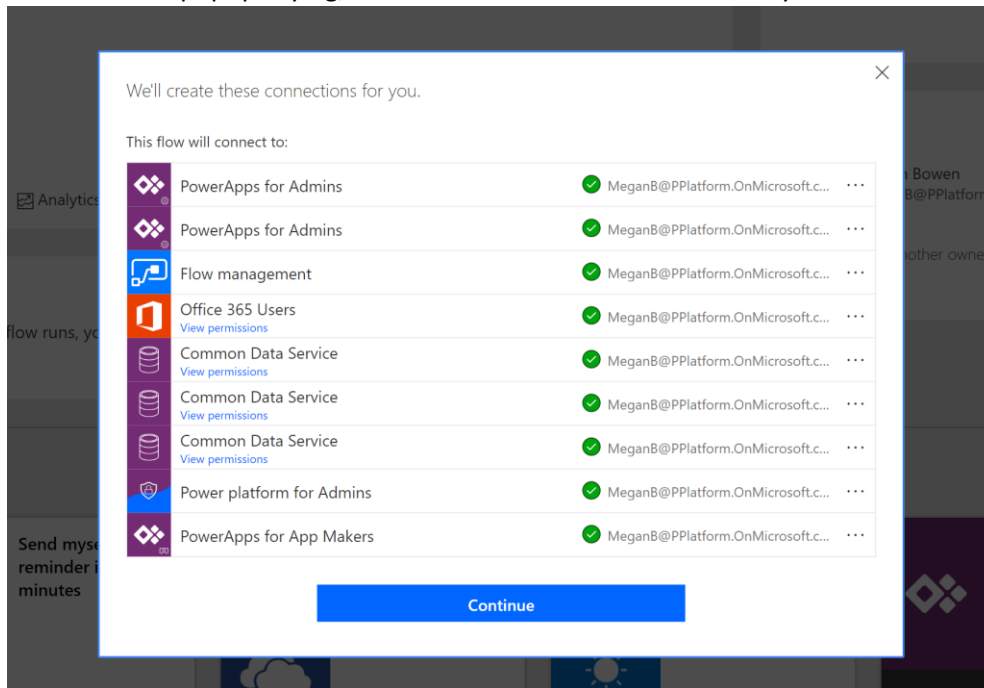 We'll create these connections for you.
This flow will connect to:
PowerApps for Admins
MeganB@PPlatform.OnMicrosoft.c... ...
PowerApps for Admins
MeganB@PPlatform.OnMicrosoft.c... ...
Flow management
MeganB@PPlatform.OnMicrosoft.c... ...
Office 365 Users
View permissions
MeganB@PPlatform.OnMicrosoft.c... ...
Common Data Service
View permissions
MeganB@PPlatform.OnMicrosoft.c... ...
Common Data Service
View permissions
MeganB@PPlatform.OnMicrosoft.c... ...
Common Data Service
View permissions
MeganB@PPlatform.OnMicrosoft.c... ...
Power platform for Admins
MeganB@PPlatform.OnMicrosoft.c... ...
PowerApps for App Makers
MeganB@PPlatform.OnMicrosoft.c... ...
Continue
Analytics
flow runs, yo
Send myse
reminder i
minutes
Bowen
B@PPlatforn
nother owne